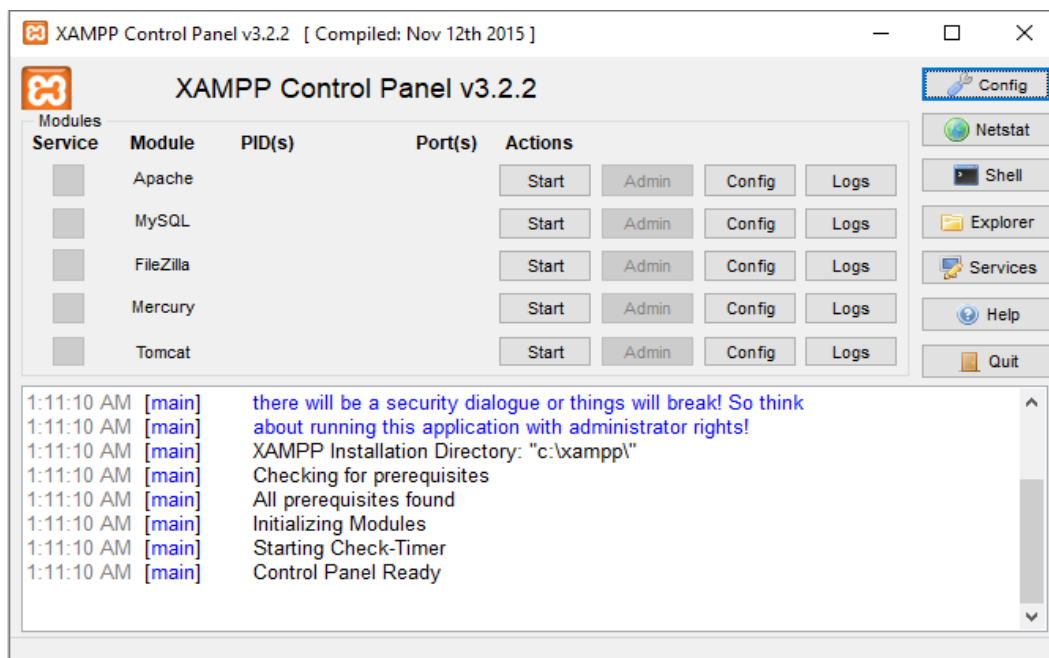 XAMPP Control Panel v3.2.2 [ Compiled: Nov 12th 2015 ]
XAMPP Control Panel v3.2.2
Config
Modules
Service Module PID(s) Port(s) Actions
Netstat
Apache Start Admin Config Logs
Shell
MySQL Start Admin Config Logs
Explorer
FileZilla Start Admin Config Logs
Services
Mercury Start Admin Config Logs
Help
Tomcat Start Admin Config Logs
Quit
1:11:10 AM [main] there will be a security dialogue or things will break! So think
1:11:10 AM [main] about running this application with administrator rights!
1:11:10 AM [main] XAMPP Installation Directory: "c:\xampp\"
1:11:10 AM [main] Checking for prerequisites
1:11:10 AM [main] All prerequisites found
1:11:10 AM [main] Initializing Modules
1:11:10 AM [main] Starting Check-Timer
1:11:10 AM [main] Control Panel Ready